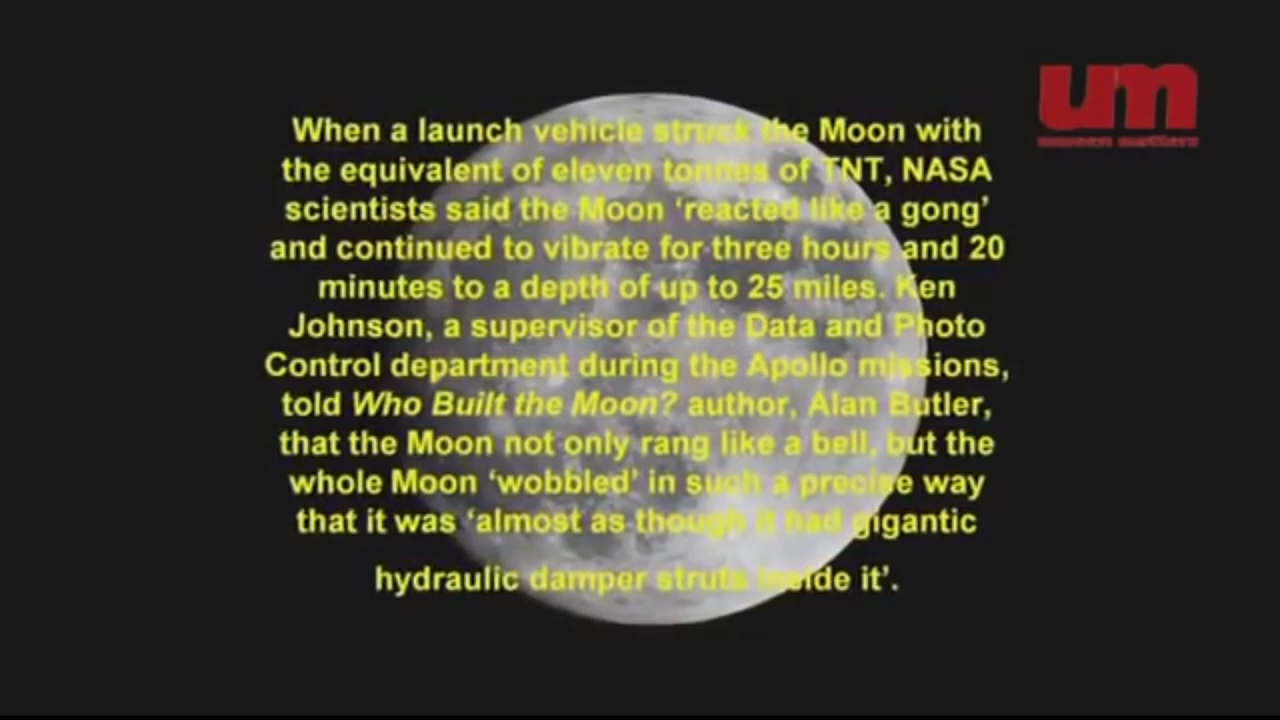 When a launch vehicle struck the Moon with
the equivalent of eleven tonnes of TNT, NASA
scientists said the Moon ‘reacted like a gong’
and continued to vibrate for three hours and 20
minutes to a depth of up to 25 miles. Ken
Johnson, a supervisor of the Data and Photo
Control department during the Apollo missions,
told Who Built the Moon? author, Alan Butler,
that the Moon not only rang like a bell, but the
whole Moon ‘wobbled’ in such a precise way
that it was ‘almost as though it had gigantic
hydraulic damper struts inside it’.
um